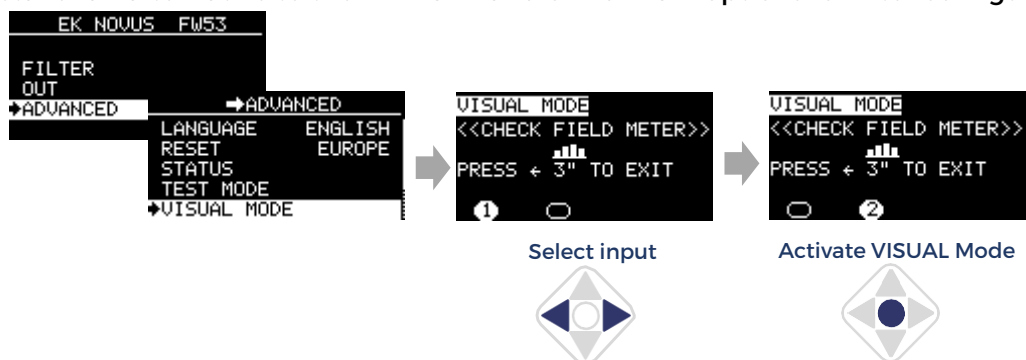 EK NOVUS FW53
FILTER
OUT
➔ADVANCED
➔ADVANCED
LANGUAGE ENGLISH
RESET EUROPE
STATUS
TEST MODE
➔VISUAL MODE
VISUAL MODE
<<CHECK FIELD METER>>
PRESS ← 3" TO EXIT
1
Select input
VISUAL MODE
<<CHECK FIELD METER>>
PRESS ← 3" TO EXIT
2
Activate VISUAL Mode